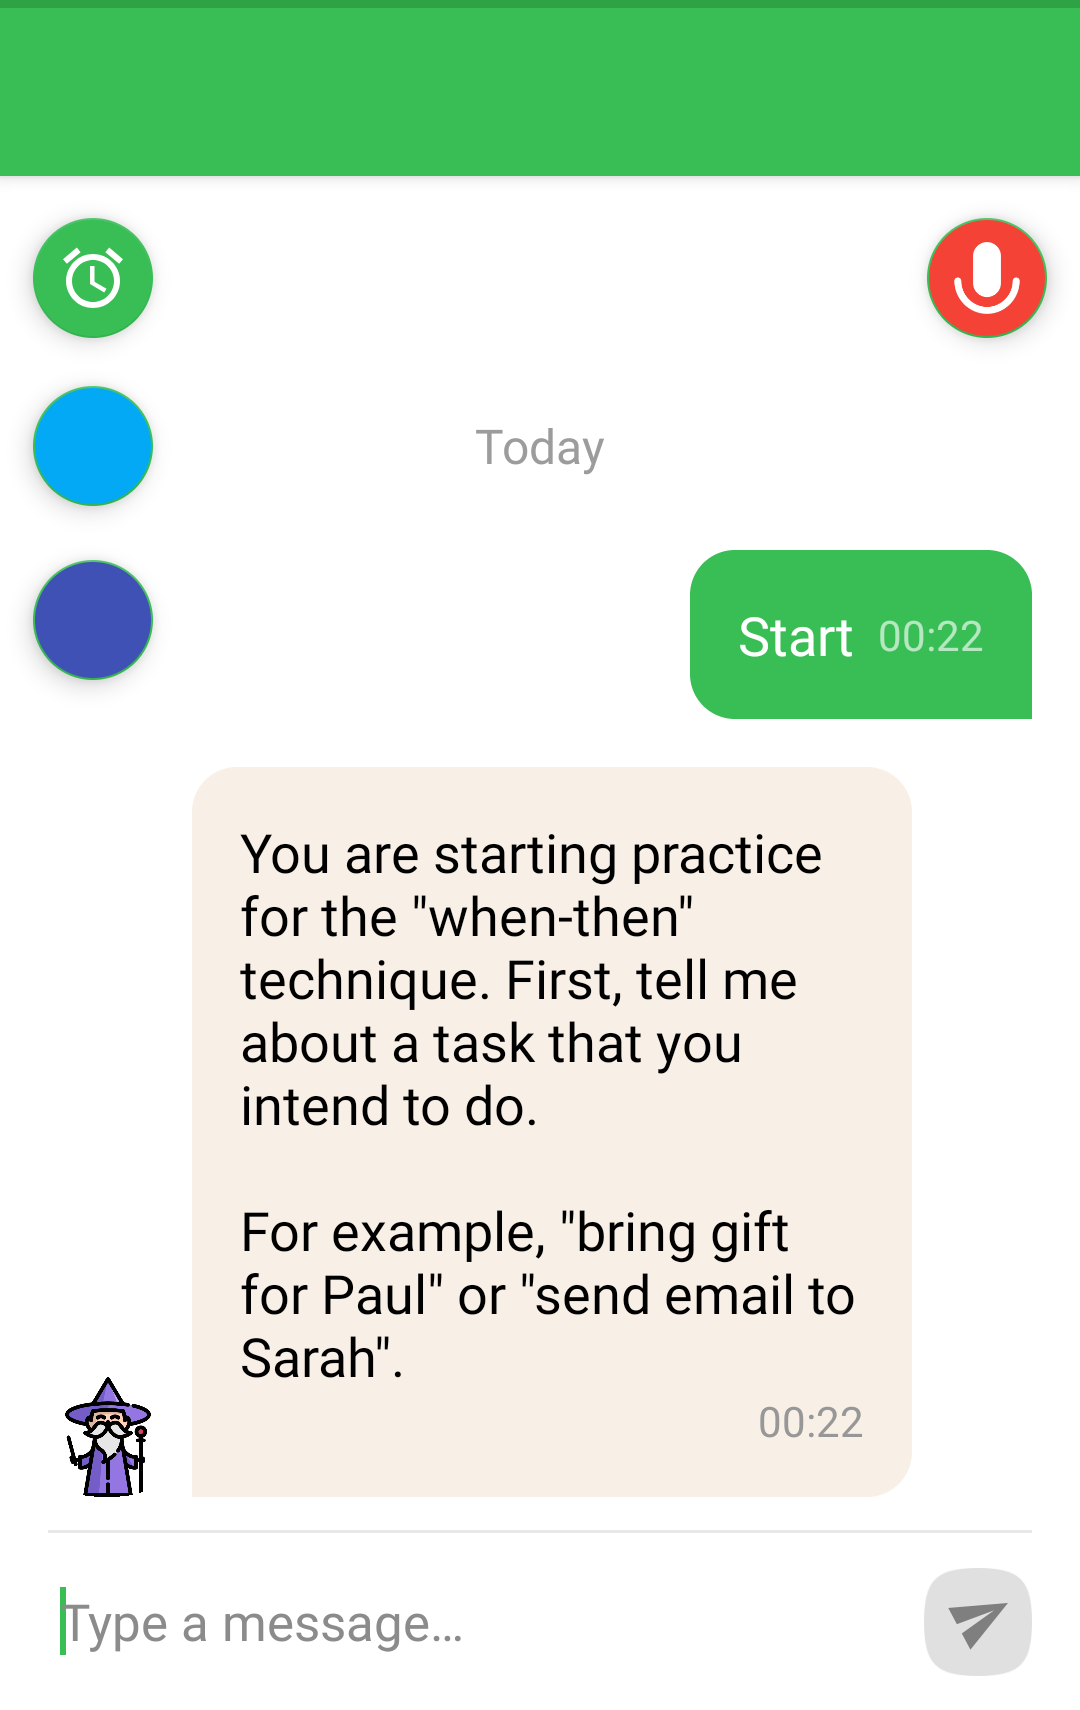 Today
Start 00:22
You are starting practice
for the "when-then"
technique. First, tell me
about a task that you
intend to do.
For example, "bring gift
for Paul" or "send email to
Sarah".
00:22
Type a message...